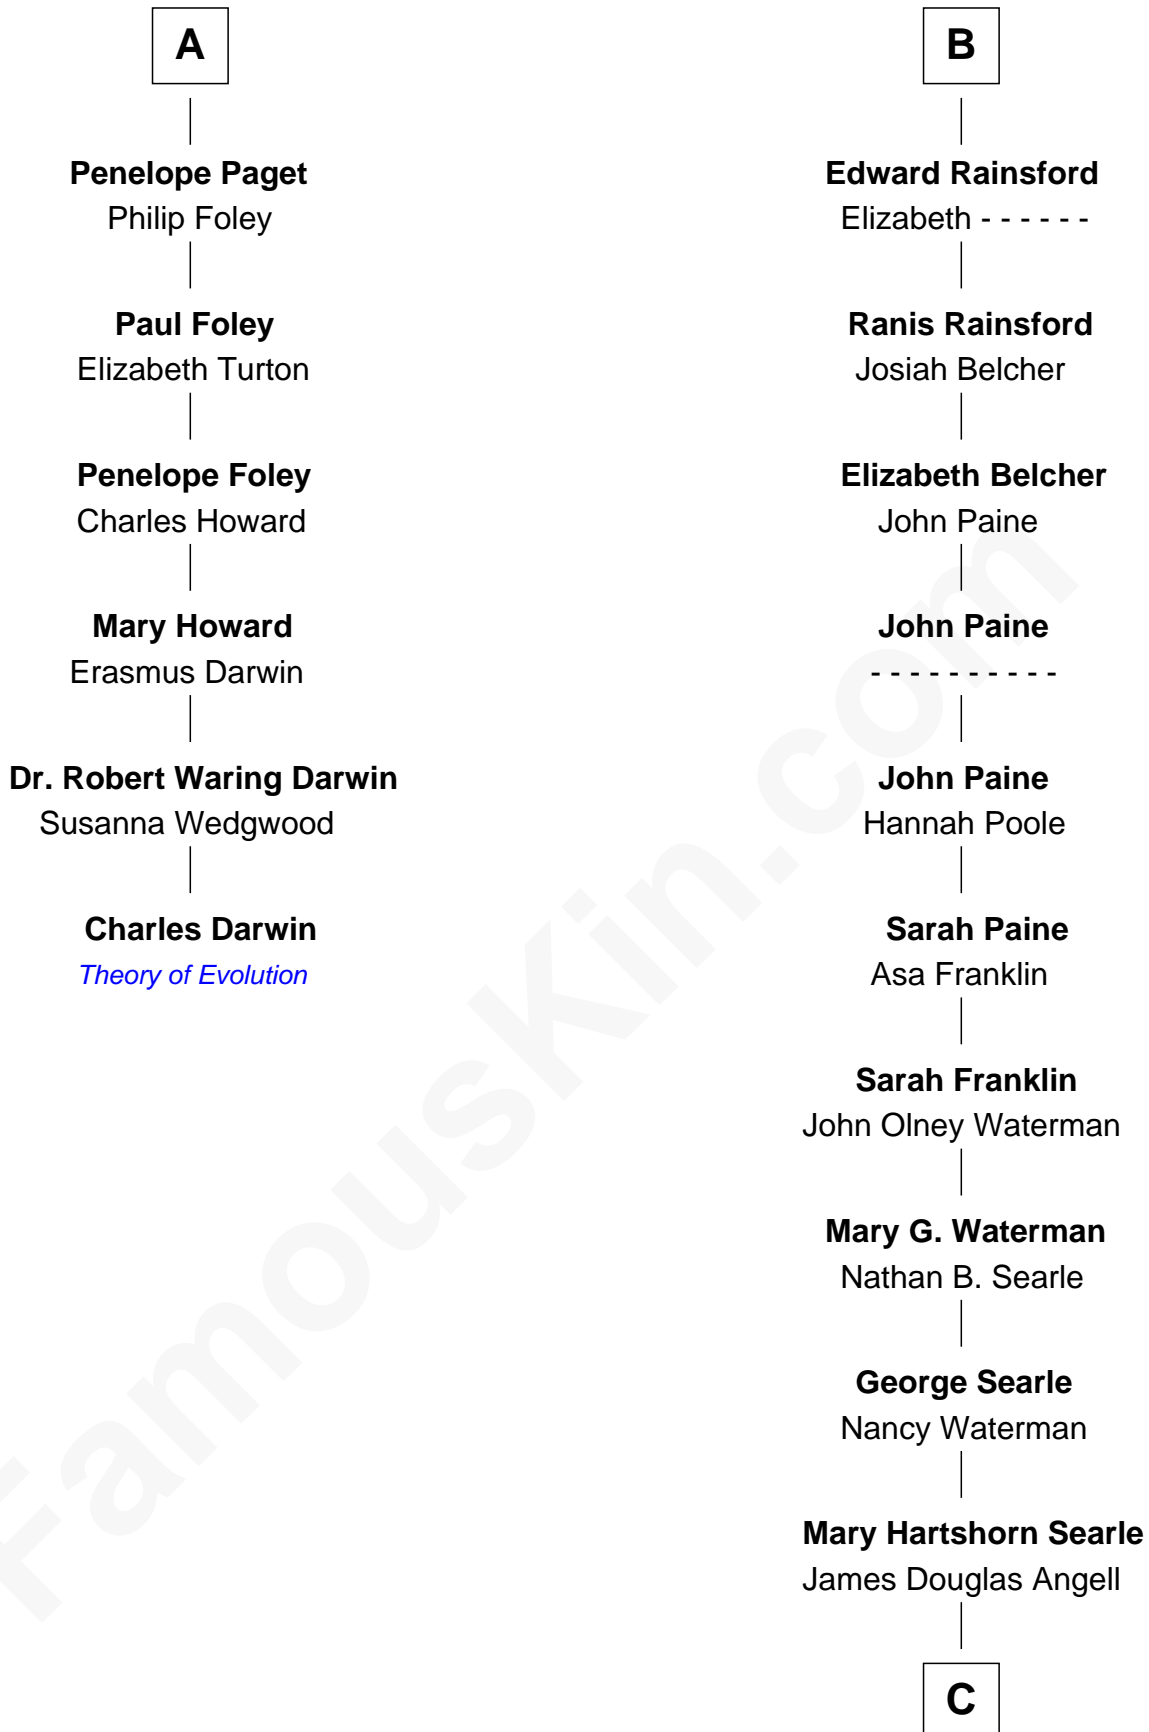 A
Penelope Paget
Philip Foley
Paul Foley
Elizabeth Turton
Penelope Foley
Charles Howard
Mary Howard
Erasmus Darwin
Dr. Robert Waring Darwin
Susanna Wedgwood
Charles Darwin
Theory of Evolution
B
Edward Rainsford
Elizabeth - - - - - -
Ranis Rainsford
Josiah Belcher
Elizabeth Belcher
John Paine
John Paine
- - - - - - - - - -
John Paine
Hannah Poole
Sarah Paine
Asa Franklin
Sarah Franklin
John Olney Waterman
Mary G. Waterman
Nathan B. Searle
George Searle
Nancy Waterman
Mary Hartshorn Searle
James Douglas Angell
C
FamousKin.com